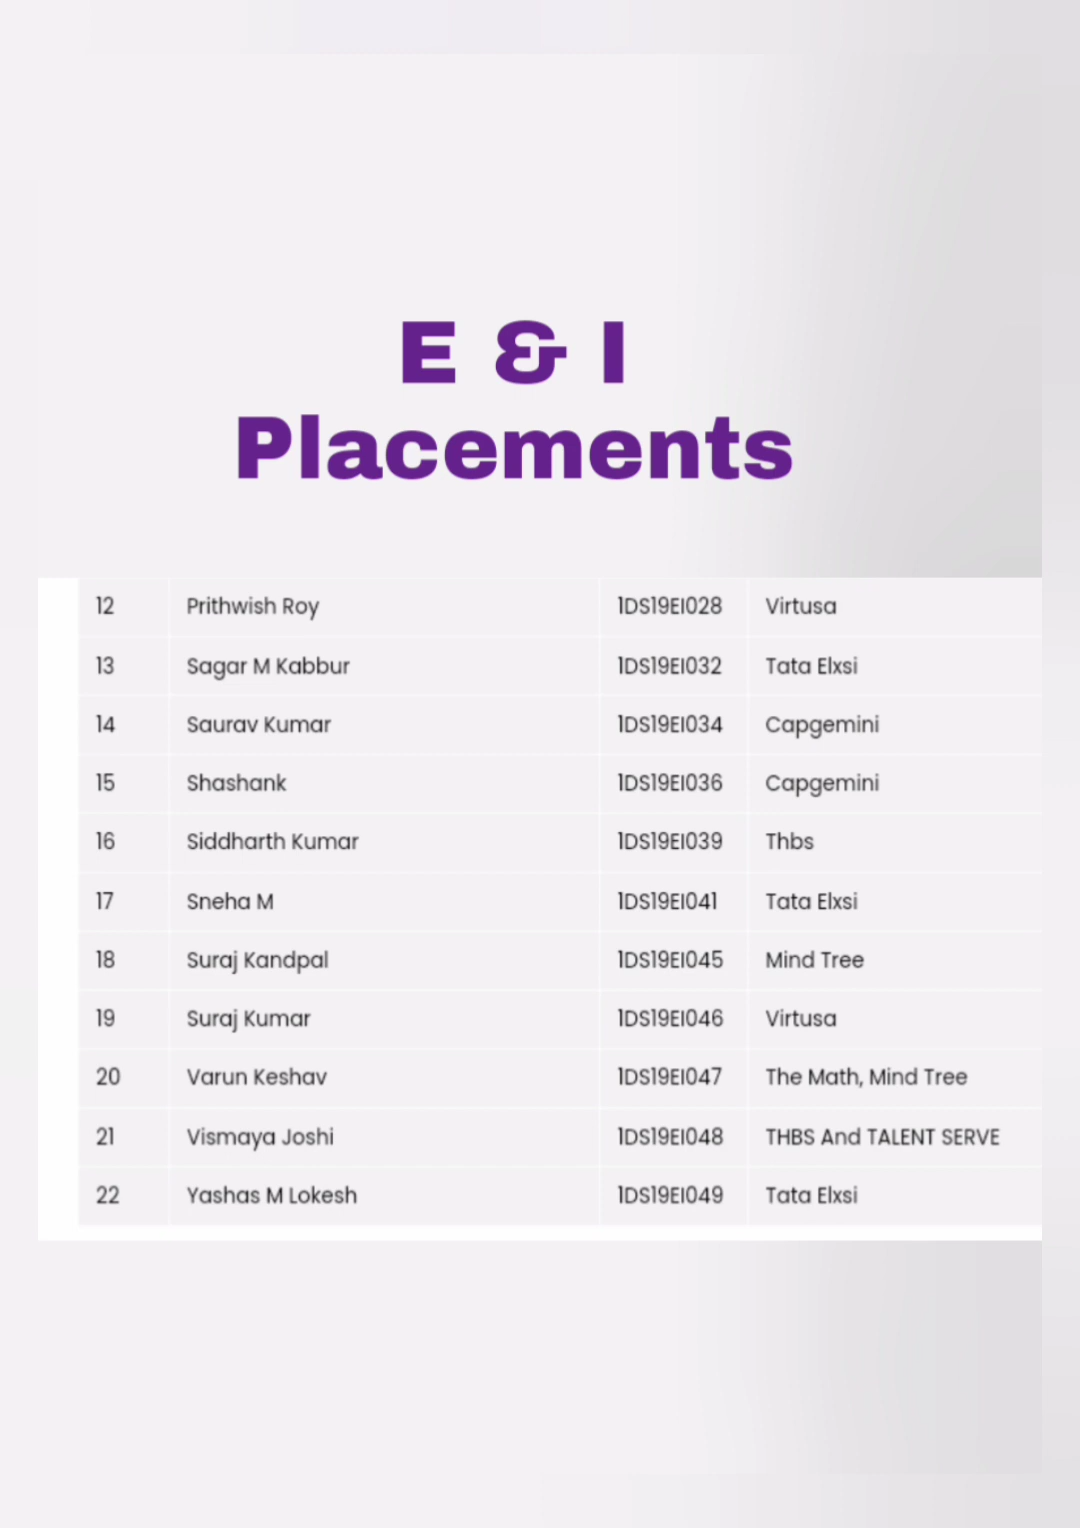 E & I
Placements
12 Prithwish Roy 1DS19EI028 Virtusa
13 Sagar M Kabbur 1DS19EI032 Tata Elxsi
14 Saurav Kumar 1DS19EI034 Capgemini
15 Shashank 1DS19EI036 Capgemini
16 Siddharth Kumar 1DS19EI039 Thbs
17 Sneha M 1DS19EI041 Tata Elxsi
18 Suraj Kandpal 1DS19EI045 Mind Tree
19 Suraj Kumar 1DS19EI046 Virtusa
20 Varun Keshav 1DS19EI047 The Math, Mind Tree
21 Vismaya Joshi 1DS19EI048 THBS And TALENT SERVE
22 Yashas M Lokesh 1DS19EI049 Tata Elxsi